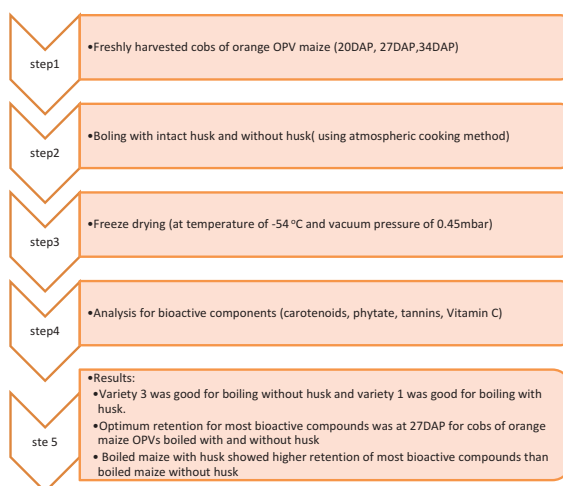 step1
•Freshly harvested cobs of orange OPV maize (20DAP, 27DAP,34DAP)
step2
•Boling with intact husk and without husk( using atmospheric cooking method)
step3
•Freeze drying (at temperature of -54 °C and vacuum pressure of 0.45mbar)
step4
•Analysis for bioactive components (carotenoids, phytate, tannins, Vitamin C)
ste 5
•Results:
•Variety 3 was good for boiling without husk and variety 1 was good for boiling with
husk.
•Optimum retention for most bioactive compounds was at 27DAP for cobs of orange
maize OPVs boiled with and without husk
• Boiled maize with husk showed higher retention of most bioactive compounds than
boiled maize without husk